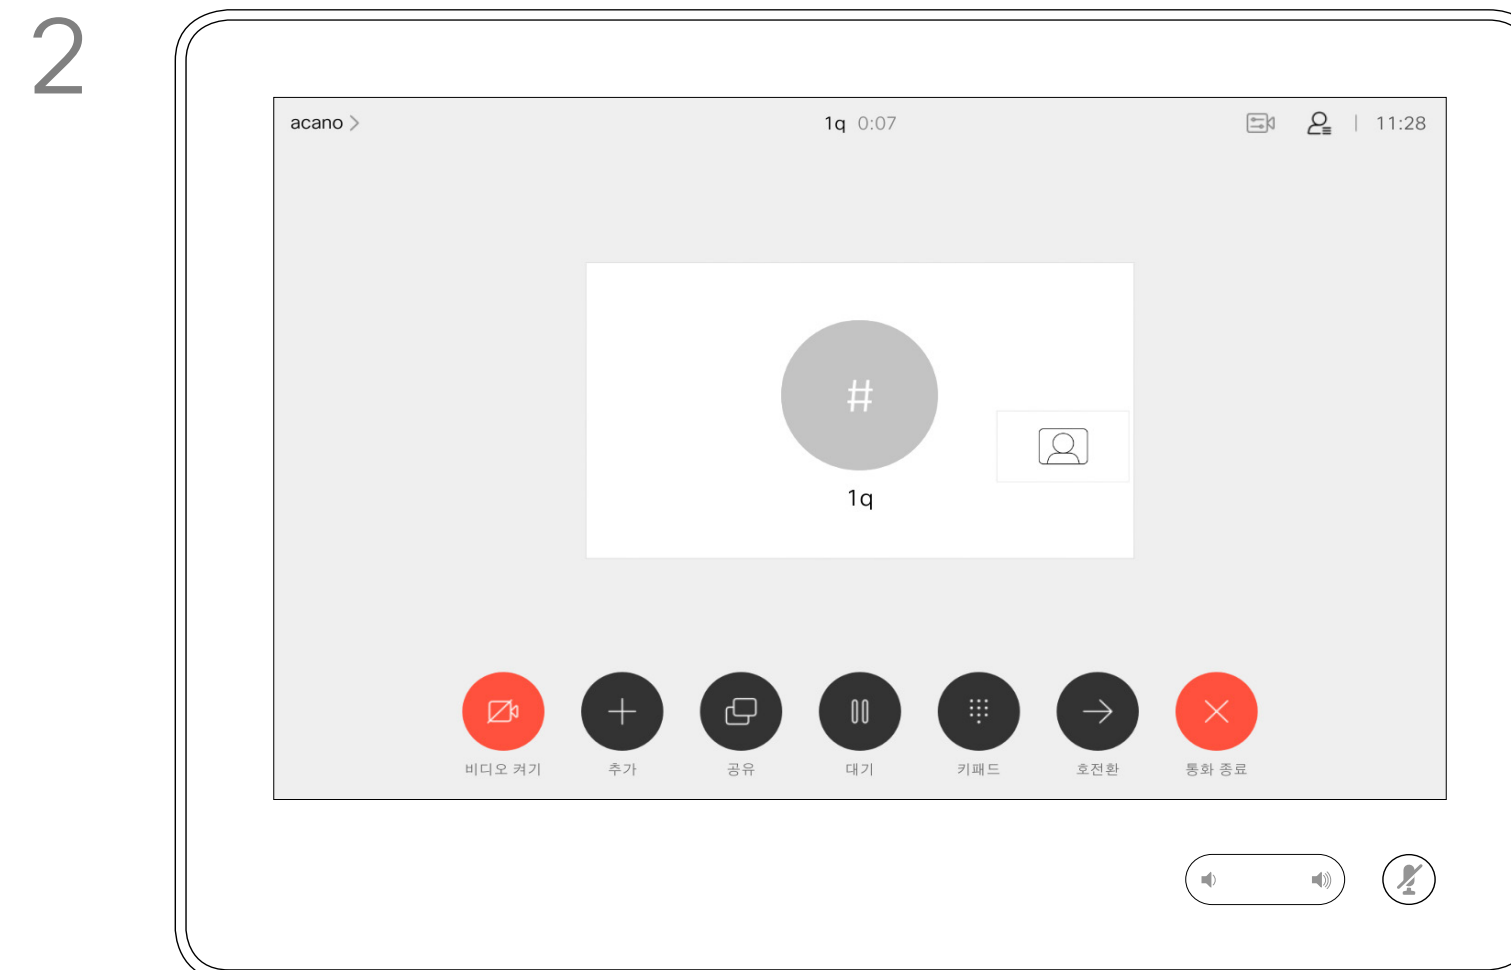 2
acano >
1q 0:07
11:28
#
1q
비디오 켜기
추가
공유
대기
키패드
호전환
통화 종료